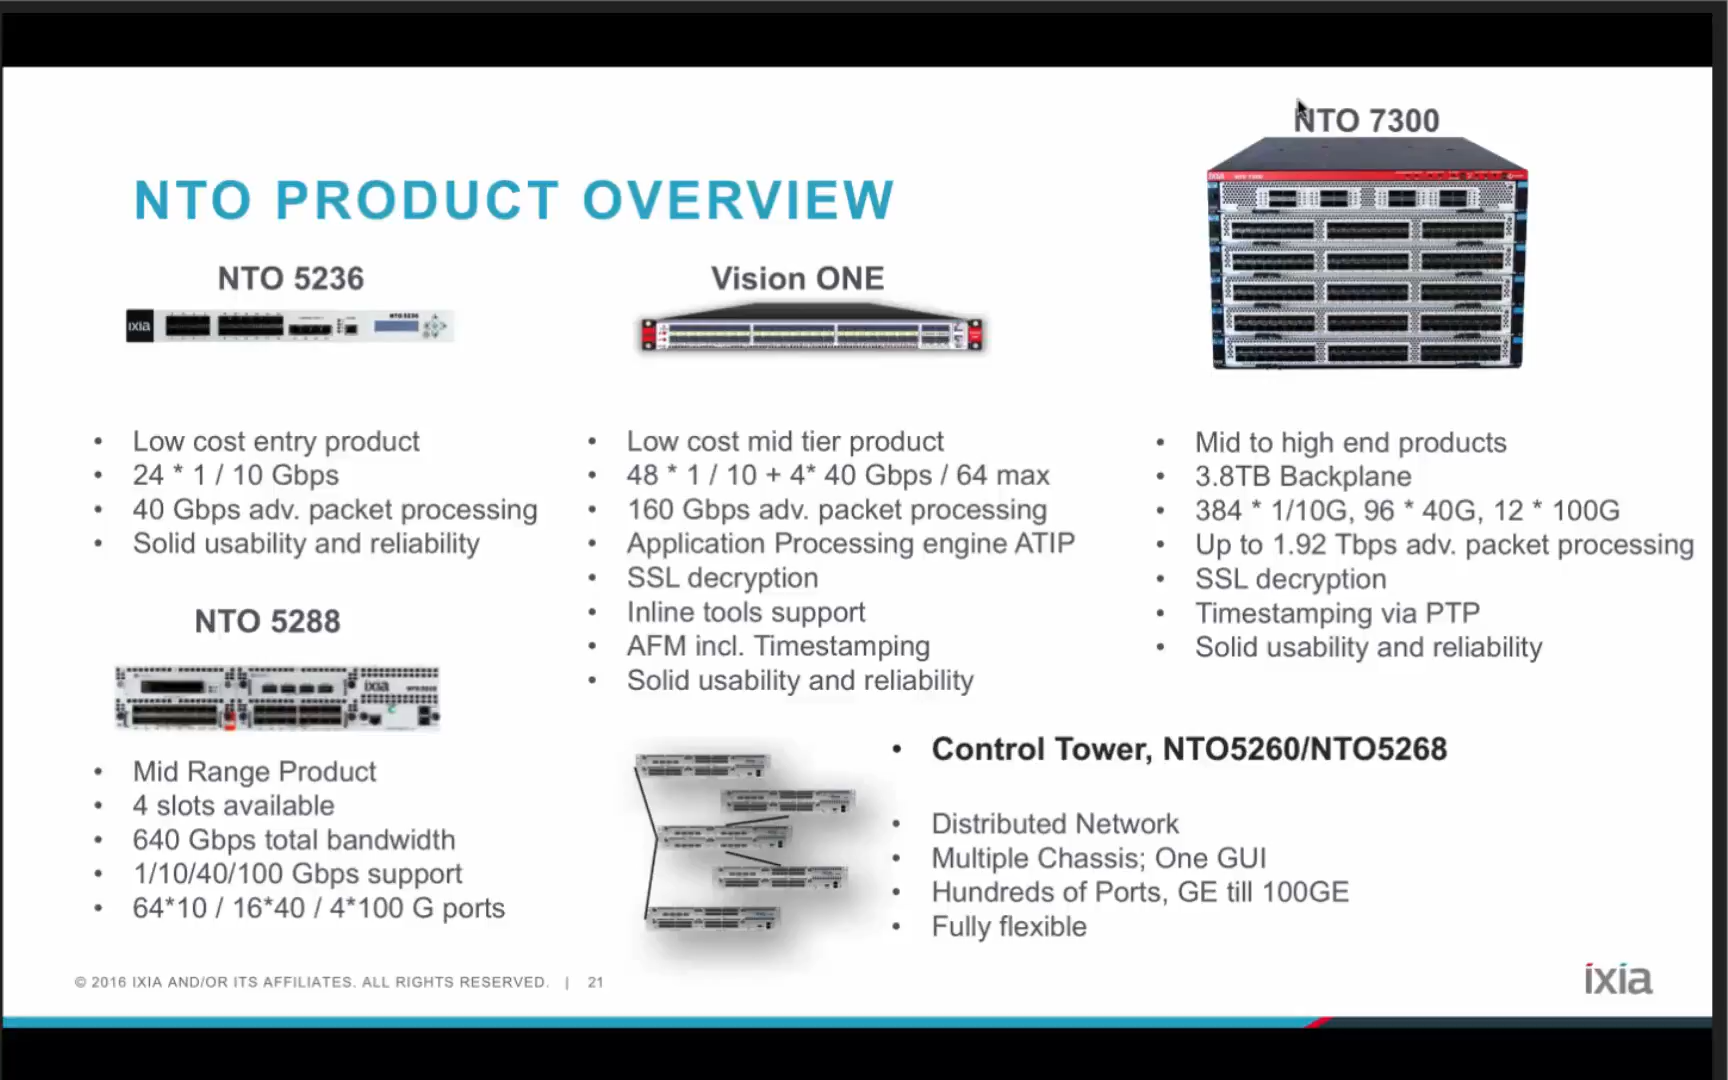 NTO PRODUCT OVERVIEW
NTO 5236
ixia
NTO 5236
• Low cost entry product
• 24 * 1 / 10 Gbps
• 40 Gbps adv. packet processing
• Solid usability and reliability
NTO 5288
ixia
• Mid Range Product
• 4 slots available
• 640 Gbps total bandwidth
• 1/10/40/100 Gbps support
• 64*10 / 16*40 / 4*100 G ports
Vision ONE
• Low cost mid tier product
• 48 * 1 / 10 + 4* 40 Gbps / 64 max
• 160 Gbps adv. packet processing
• Application Processing engine ATIP
• SSL decryption
• Inline tools support
• AFM incl. Timestamping
• Solid usability and reliability
NTO 7300
• Mid to high end products
• 3.8TB Backplane
• 384 * 1/10G, 96 * 40G, 12 * 100G
• Up to 1.92 Tbps adv. packet processing
• SSL decryption
• Timestamping via PTP
• Solid usability and reliability
• Control Tower, NTO5260/NTO5268
• Distributed Network
• Multiple Chassis; One GUI
• Hundreds of Ports, GE till 100GE
• Fully flexible
© 2016 IXIA AND/OR ITS AFFILIATES. ALL RIGHTS RESERVED. | 21
ixia